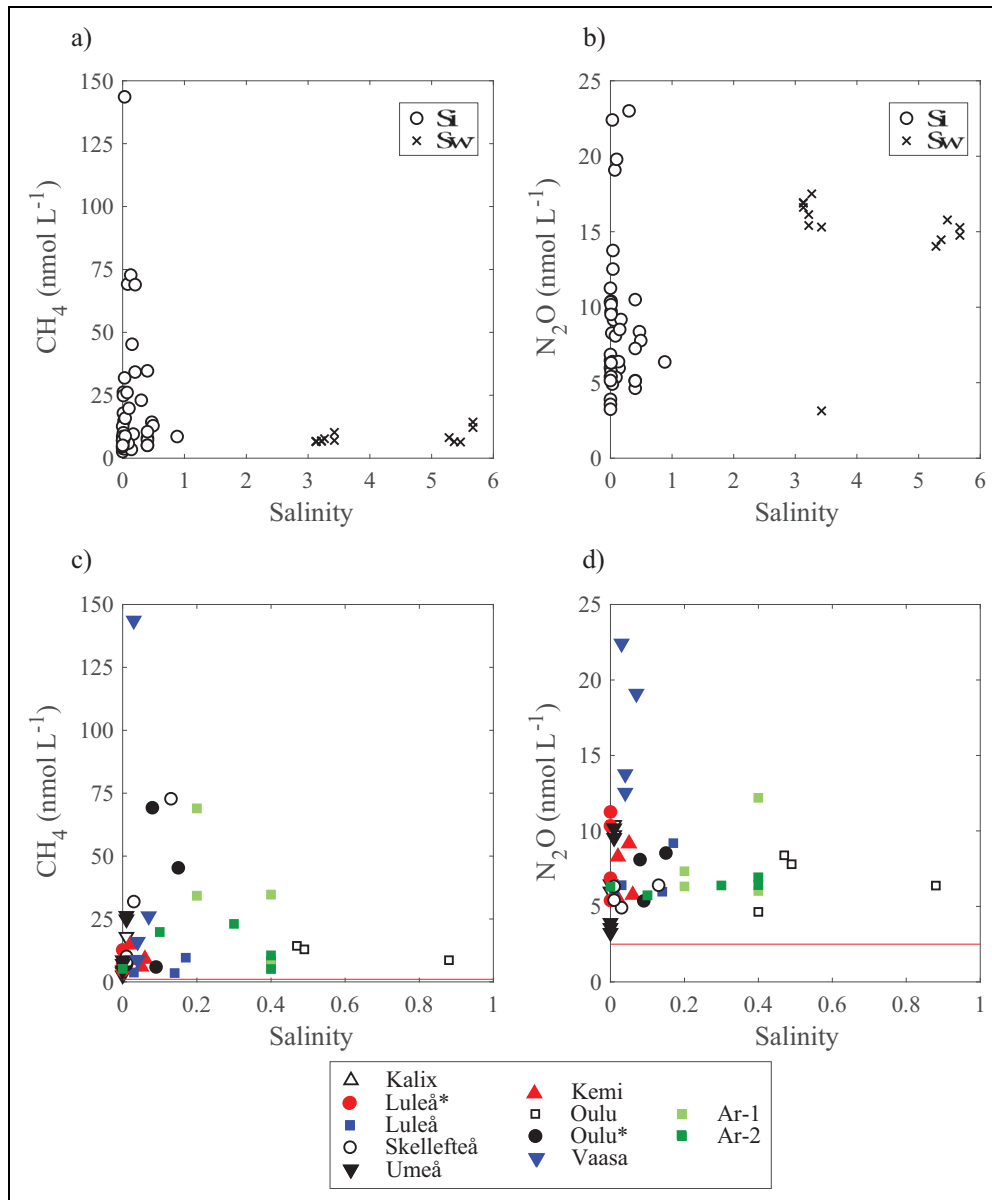 a)
150
125
100
75
50
25
0
CH4 (nmol L-1)
0 1 2 3 4 5 6
Salinity
Si
Sw
b)
25
20
15
10
5
0
N2O (nmol L-1)
0 1 2 3 4 5 6
Salinity
Si
Sw
c)
150
125
100
75
50
25
0
CH4 (nmol L-1)
0 0.2 0.4 0.6 0.8 1
Salinity
d)
25
20
15
10
5
0
N2O (nmol L-1)
0 0.2 0.4 0.6 0.8 1
Salinity
Kalix
Luleå*
Luleå
Skellefteå
Umeå
Kemi
Oulu
Oulu*
Vaasa
Ar-1
Ar-2